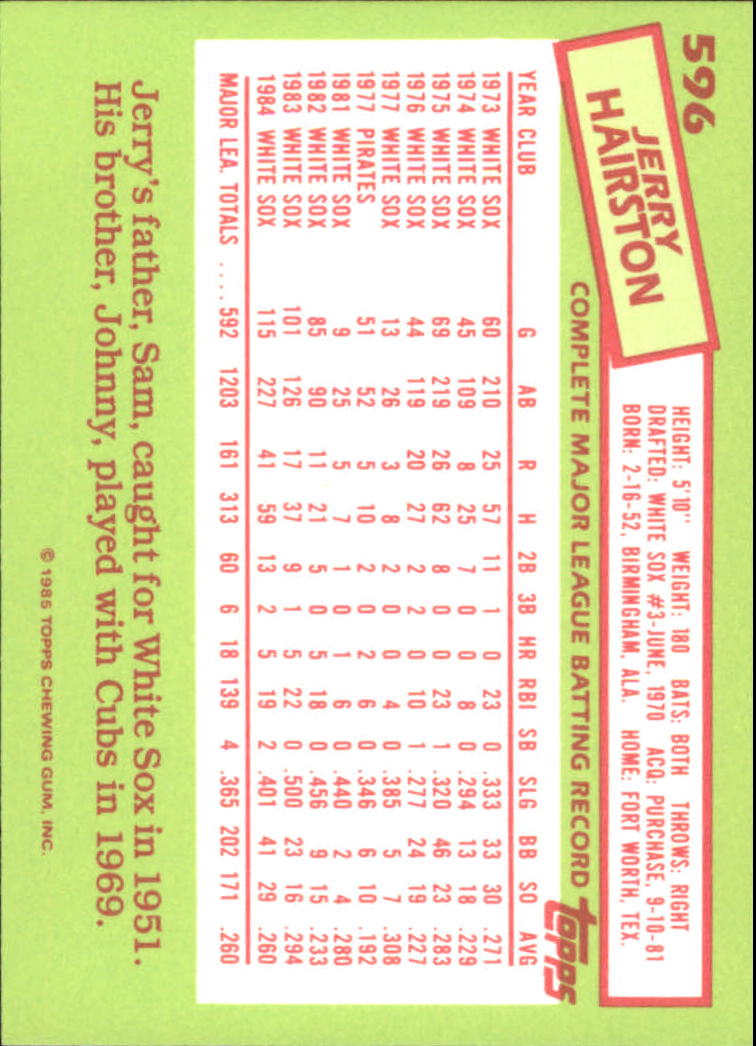 596
JERRY
HAIRSTON
HEIGHT: 5'10" WEIGHT: 180 BATS: BOTH THROWS: RIGHT
DRAFTED: WHITE SOX #3-JUNE, 1970 ACQ: PURCHASE, 9-10-81
BORN: 2-16-52, BIRMINGHAM, ALA. HOME: FORT WORTH, TEX.
COMPLETE MAJOR LEAGUE BATTING RECORD topps
YEAR CLUB G AB R H 2B 3B HR RBI SB SLG BB SO AVG
1973 WHITE SOX 60 210 25 57 11 1 0 23 0 .333 33 30 .271
1974 WHITE SOX 45 109 8 25 7 0 0 8 0 .294 13 18 .229
1975 WHITE SOX 69 219 26 62 8 0 0 23 1 .320 46 23 .283
1976 WHITE SOX 44 119 20 27 2 2 0 10 1 .277 24 19 .227
1977 WHITE SOX 13 26 3 8 2 0 0 4 0 .385 5 7 .308
1977 PIRATES 51 52 5 10 2 0 2 6 0 .346 6 10 .192
1981 WHITE SOX 9 25 5 7 1 0 1 6 0 .440 2 4 .280
1982 WHITE SOX 85 90 11 21 5 0 5 18 0 .456 9 15 .233
1983 WHITE SOX 101 126 17 37 9 1 5 22 0 .500 23 16 .294
1984 WHITE SOX 115 227 41 59 13 2 5 19 2 .401 41 29 .260
MAJOR LEA. TOTALS .... 592 1203 161 313 60 6 18 139 4 .365 202 171 .260
Jerry's father, Sam, caught for White Sox in 1951.
His brother, Johnny, played with Cubs in 1969.
© 1985 TOPPS CHEWING GUM, INC.